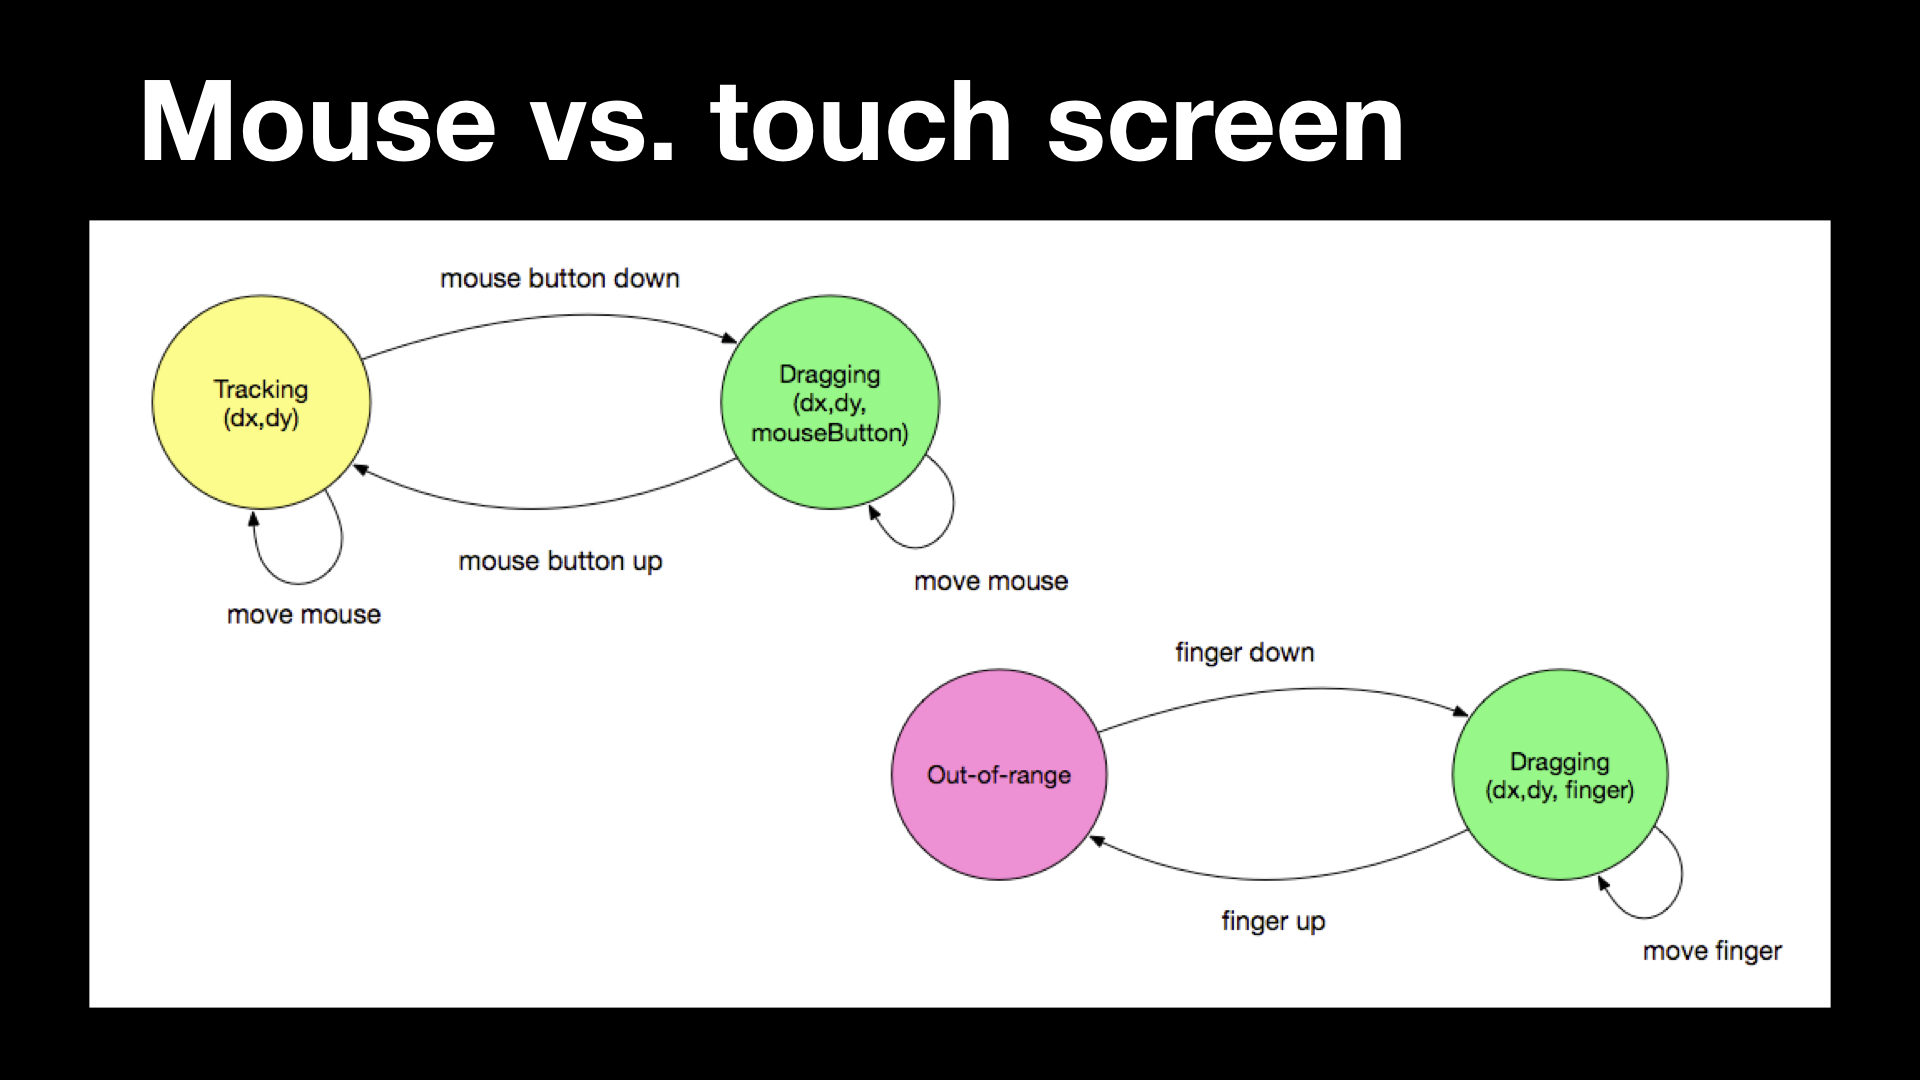 Mouse vs. touch screen
mouse button down
Tracking
(dx,dy)
Dragging
(dx,dy,
mouseButton)
mouse button up
move mouse
move mouse
finger down
Out-of-range
Dragging
(dx,dy, finger)
finger up
move finger